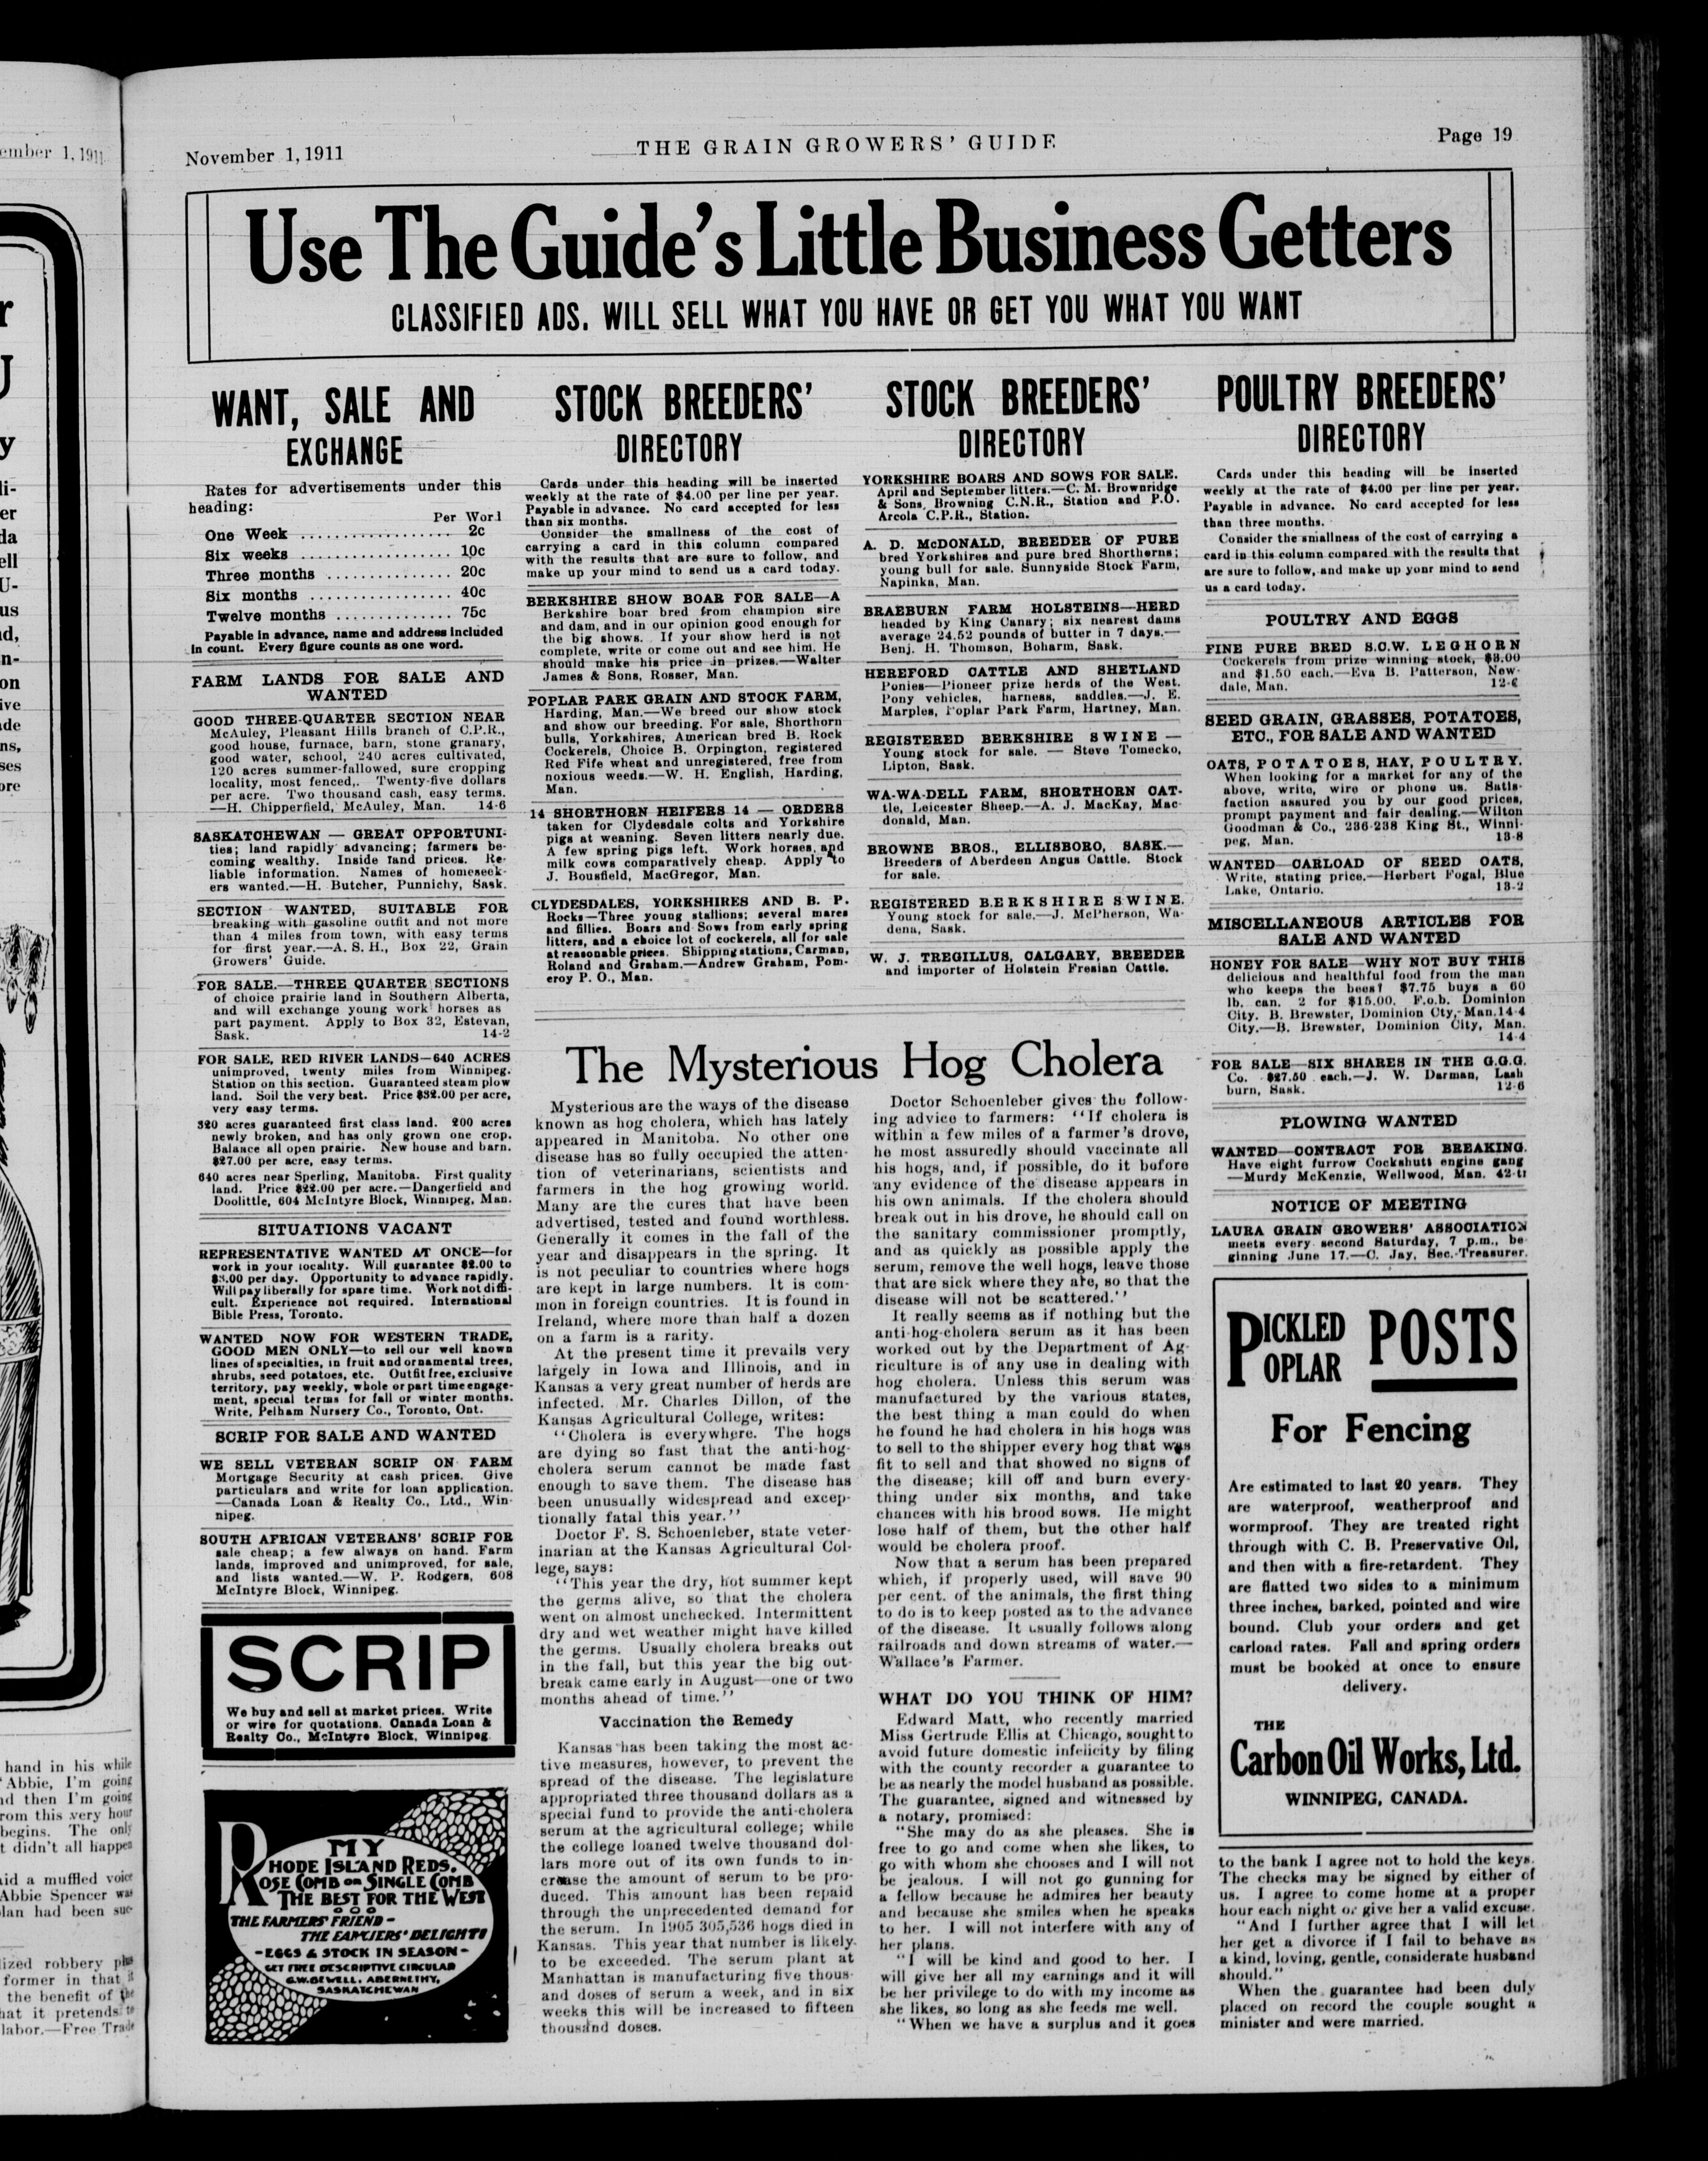 November 1, 1911
THE GRAIN GROWERS' GUIDE
Page 19
Use The Guide's Little Business Getters
CLASSIFIED ADS. WILL SELL WHAT YOU HAVE OR GET YOU WHAT YOU WANT
WANT, SALE AND
EXCHANGE
Rates for advertisements under this
heading:
Per Word
One Week .................. 2c
Six weeks .................. 10c
Three months ............... 20c
Six months ................. 40c
Twelve months .............. 75c
Payable in advance, name and address included
in count. Every figure counts as one word.
FARM LANDS FOR SALE AND
WANTED
GOOD THREE-QUARTER SECTION NEAR
McAuley, Pleasant Hills branch of C.P.R.,
good house, furnace, barn, stone granary,
good water, school, 240 acres cultivated,
120 acres summer-fallowed, sure cropping
locality, most fenced,. Twenty-five dollars
per acre. Two thousand cash, easy terms.
—H. Chipperfield, McAuley, Man. 14-6
SASKATCHEWAN — GREAT OPPORTUNI-
ties; land rapidly advancing; farmers be-
coming wealthy. Inside land prices. Re-
liable information. Names of homeseek-
ers wanted.—H. Butcher, Punnichy, Sask.
SECTION WANTED, SUITABLE FOR
breaking with gasoline outfit and not more
than 4 miles from town, with easy terms
for first year.—A. S. H., Box 22, Grain
Growers' Guide.
FOR SALE.—THREE QUARTER SECTIONS
of choice prairie land in Southern Alberta,
and will exchange young work horses as
part payment. Apply to Box 32, Estevan,
Sask. 14-2
FOR SALE, RED RIVER LANDS—640 ACRES
unimproved, twenty miles from Winnipeg.
Station on this section. Guaranteed steam plow
land. Soil the very best. Price $32.00 per acre,
very easy terms.
320 acres guaranteed first class land. 200 acres
newly broken, and has only grown one crop.
Balance all open prairie. New house and barn.
$27.00 per acre, easy terms.
640 acres near Sperling, Manitoba. First quality
land. Price $22.00 per acre.—Dangerfield and
Doolittle, 604 McIntyre Block, Winnipeg, Man.
SITUATIONS VACANT
REPRESENTATIVE WANTED AT ONCE—for
work in your locality. Will guarantee $2.00 to
$3.00 per day. Opportunity to advance rapidly.
Will pay liberally for spare time. Work not diffi-
cult. Experience not required. International
Bible Press, Toronto.
WANTED NOW FOR WESTERN TRADE,
GOOD MEN ONLY—to sell our well known
lines of specialties, in fruit and ornamental trees,
shrubs, seed potatoes, etc. Outfit free, exclusive
territory, pay weekly, whole or part time engage-
ment, special terms for fall or winter months.
Write, Pelham Nursery Co., Toronto, Ont.
SCRIP FOR SALE AND WANTED
WE SELL VETERAN SCRIP ON FARM
Mortgage Security at cash prices. Give
particulars and write for loan application.
—Canada Loan & Realty Co., Ltd., Win-
nipeg.
SOUTH AFRICAN VETERANS' SCRIP FOR
sale cheap; a few always on hand. Farm
lands, improved and unimproved, for sale,
and lists wanted.—W. P. Rodgers, 608
McIntyre Block, Winnipeg.
SCRIP
We buy and sell at market prices. Write
or wire for quotations. Canada Loan &
Realty Co., McIntyre Block, Winnipeg.
MY
RHODE ISLAND REDS.
ROSE COMB OR SINGLE COMB
THE BEST FOR THE WEST
THE FARMERS' FRIEND -
THE FANCIERS' DELIGHT!
- EGGS & STOCK IN SEASON -
GET FREE DESCRIPTIVE CIRCULAR
G.W. BEWELL. ABERNETHY,
SASKATCHEWAN
STOCK BREEDERS'
DIRECTORY
Cards under this heading will be inserted
weekly at the rate of $4.00 per line per year.
Payable in advance. No card accepted for less
than six months.
Consider the smallness of the cost of
carrying a card in this column compared
with the results that are sure to follow, and
make up your mind to send us a card today.
BERKSHIRE SHOW BOAR FOR SALE—A
Berkshire boar bred from champion sire
and dam, and in our opinion good enough for
the big shows. If your show herd is not
complete, write or come out and see him. He
should make his price in prizes.—Walter
James & Sons, Rosser, Man.
POPLAR PARK GRAIN AND STOCK FARM,
Harding, Man.—We breed our show stock
and show our breeding. For sale, Shorthorn
bulls, Yorkshires, American bred B. Rock
Cockerels, Choice B. Orpington, registered
Red Fife wheat and unregistered, free from
noxious weeds.—W. H. English, Harding,
Man.
14 SHORTHORN HEIFERS 14 — ORDERS
taken for Clydesdale colts and Yorkshire
pigs at weaning. Seven litters nearly due.
A few spring pigs left. Work horses and
milk cows comparatively cheap. Apply to
J. Bousfield, MacGregor, Man.
CLYDESDALES, YORKSHIRES AND B. P.
Rocks—Three young stallions; several mares
and fillies. Boars and Sows from early spring
litters, and a choice lot of cockerels, all for sale
at reasonable prices. Shipping stations, Carman,
Roland and Graham.—Andrew Graham, Pom-
eroy P. O., Man.
STOCK BREEDERS'
DIRECTORY
YORKSHIRE BOARS AND SOWS FOR SALE.
April and September litters.—C. M. Brownridge
& Sons, Browning C.N.R., Station and P.O.
Arcola C.P.R., Station.
A. D. McDONALD, BREEDER OF PURE
bred Yorkshires and pure bred Shorthorns;
young bull for sale. Sunnyside Stock Farm,
Napinka, Man.
BRAEBURN FARM HOLSTEINS—HERD
headed by King Canary; six nearest dams
average 24.52 pounds of butter in 7 days.—
Benj. H. Thomson, Boharm, Sask.
HEREFORD CATTLE AND SHETLAND
Ponies—Pioneer prize herds of the West.
Pony vehicles, harness, saddles.—J. E.
Marples, Poplar Park Farm, Hartney, Man.
REGISTERED BERKSHIRE SWINE —
Young stock for sale. — Steve Tomecko,
Lipton, Sask.
WA-WA-DELL FARM, SHORTHORN CAT-
tle, Leicester Sheep.—A. J. MacKay, Mac-
donald, Man.
BROWNE BROS., ELLISBORO, SASK.—
Breeders of Aberdeen Angus Cattle. Stock
for sale.
REGISTERED BERKSHIRE SWINE.
Young stock for sale.—J. McPherson, Wa-
dena, Sask.
W. J. TREGILLUS, CALGARY, BREEDER
and importer of Holstein Fresian Cattle.
The Mysterious Hog Cholera
Mysterious are the ways of the disease
known as hog cholera, which has lately
appeared in Manitoba. No other one
disease has so fully occupied the atten-
tion of veterinarians, scientists and
farmers in the hog growing world.
Many are the cures that have been
advertised, tested and found worthless.
Generally it comes in the fall of the
year and disappears in the spring. It
is not peculiar to countries where hogs
are kept in large numbers. It is com-
mon in foreign countries. It is found in
Ireland, where more than half a dozen
on a farm is a rarity.
At the present time it prevails very
largely in Iowa and Illinois, and in
Kansas a very great number of herds are
infected. Mr. Charles Dillon, of the
Kansas Agricultural College, writes:
"Cholera is everywhere. The hogs
are dying so fast that the anti-hog-
cholera serum cannot be made fast
enough to save them. The disease has
been unusually widespread and excep-
tionally fatal this year."
Doctor F. S. Schoenleber, state veter-
inarian at the Kansas Agricultural Col-
lege, says:
"This year the dry, hot summer kept
the germs alive, so that the cholera
went on almost unchecked. Intermittent
dry and wet weather might have killed
the germs. Usually cholera breaks out
in the fall, but this year the big out-
break came early in August—one or two
months ahead of time."
Vaccination the Remedy
Kansas has been taking the most ac-
tive measures, however, to prevent the
spread of the disease. The legislature
appropriated three thousand dollars as a
special fund to provide the anti-cholera
serum at the agricultural college; while
the college loaned twelve thousand dol-
lars more out of its own funds to in-
crease the amount of serum to be pro-
duced. This amount has been repaid
through the unprecedented demand for
the serum. In 1905 305,536 hogs died in
Kansas. This year that number is likely
to be exceeded. The serum plant at
Manhattan is manufacturing five thous-
and doses of serum a week, and in six
weeks this will be increased to fifteen
thousand doses.
Doctor Schoenleber gives the follow-
ing advice to farmers: "If cholera is
within a few miles of a farmer's drove,
he most assuredly should vaccinate all
his hogs, and, if possible, do it before
any evidence of the disease appears in
his own animals. If the cholera should
break out in his drove, he should call on
the sanitary commissioner promptly,
and as quickly as possible apply the
serum, remove the well hogs, leave those
that are sick where they are, so that the
disease will not be scattered."
It really seems as if nothing but the
anti-hog-cholera serum as it has been
worked out by the Department of Ag-
riculture is of any use in dealing with
hog cholera. Unless this serum was
manufactured by the various states,
the best thing a man could do when
he found he had cholera in his hogs was
to sell to the shipper every hog that was
fit to sell and that showed no signs of
the disease; kill off and burn every-
thing under six months, and take
chances with his brood sows. He might
lose half of them, but the other half
would be cholera proof.
Now that a serum has been prepared
which, if properly used, will save 90
per cent. of the animals, the first thing
to do is to keep posted as to the advance
of the disease. It usually follows along
railroads and down streams of water.—
Wallace's Farmer.
WHAT DO YOU THINK OF HIM?
Edward Matt, who recently married
Miss Gertrude Ellis at Chicago, sought to
avoid future domestic infelicity by filing
with the county recorder a guarantee to
be as nearly the model husband as possible.
The guarantee, signed and witnessed by
a notary, promised:
"She may do as she pleases. She is
free to go and come when she likes, to
go with whom she chooses and I will not
be jealous. I will not go gunning for
a fellow because he admires her beauty
and because she smiles when he speaks
to her. I will not interfere with any of
her plans.
"I will be kind and good to her. I
will give her all my earnings and it will
be her privilege to do with my income as
she likes, so long as she feeds me well.
"When we have a surplus and it goes
POULTRY BREEDERS'
DIRECTORY
Cards under this heading will be inserted
weekly at the rate of $4.00 per line per year.
Payable in advance. No card accepted for less
than three months.
Consider the smallness of the cost of carrying a
card in this column compared with the results that
are sure to follow, and make up your mind to send
us a card today.
POULTRY AND EGGS
FINE PURE BRED S.C.W. LEGHORN
Cockerels from prize winning stock, $3.00
and $1.50 each.—Eva B. Patterson, New-
dale, Man. 12-6
SEED GRAIN, GRASSES, POTATOES,
ETC., FOR SALE AND WANTED
OATS, POTATOES, HAY, POULTRY.
When looking for a market for any of the
above, write, wire or phone us. Satis-
faction assured you by our good prices,
prompt payment and fair dealing.—Wilton
Goodman & Co., 236-238 King St., Winni-
peg, Man. 13-8
WANTED—CARLOAD OF SEED OATS,
Write, stating price.—Herbert Fogal, Blue
Lake, Ontario. 13-2
MISCELLANEOUS ARTICLES FOR
SALE AND WANTED
HONEY FOR SALE—WHY NOT BUY THIS
delicious and healthful food from the man
who keeps the bees? $7.75 buys a 60
lb. can. 2 for $15.00. F.o.b. Dominion
City. B. Brewster, Dominion Cty, Man. 14-4
City.—B. Brewster, Dominion City, Man.
14-4
FOR SALE—SIX SHARES IN THE G.G.G.
Co. $27.50 each.—J. W. Darman, Lash
burn, Sask. 12-6
PLOWING WANTED
WANTED—CONTRACT FOR BREAKING.
Have eight furrow Cockshutt engine gang
—Murdy McKenzie, Wellwood, Man. 42-tf
NOTICE OF MEETING
LAURA GRAIN GROWERS' ASSOCIATION
meets every second Saturday, 7 p.m., be-
ginning June 17.—C. Jay, Sec.-Treasurer.
PICKLED
POPLAR POSTS
For Fencing
Are estimated to last 20 years. They
are waterproof, weatherproof and
wormproof. They are treated right
through with C. B. Preservative Oil,
and then with a fire-retardent. They
are flatted two sides to a minimum
three inches, barked, pointed and wire
bound. Club your orders and get
carload rates. Fall and spring orders
must be booked at once to ensure
delivery.
THE
Carbon Oil Works, Ltd.
WINNIPEG, CANADA.
to the bank I agree not to hold the keys.
The checks may be signed by either of
us. I agree to come home at a proper
hour each night or give her a valid excuse.
"And I further agree that I will let
her get a divorce if I fail to behave as
a kind, loving, gentle, considerate husband
should."
When the guarantee had been duly
placed on record the couple sought a
minister and were married.